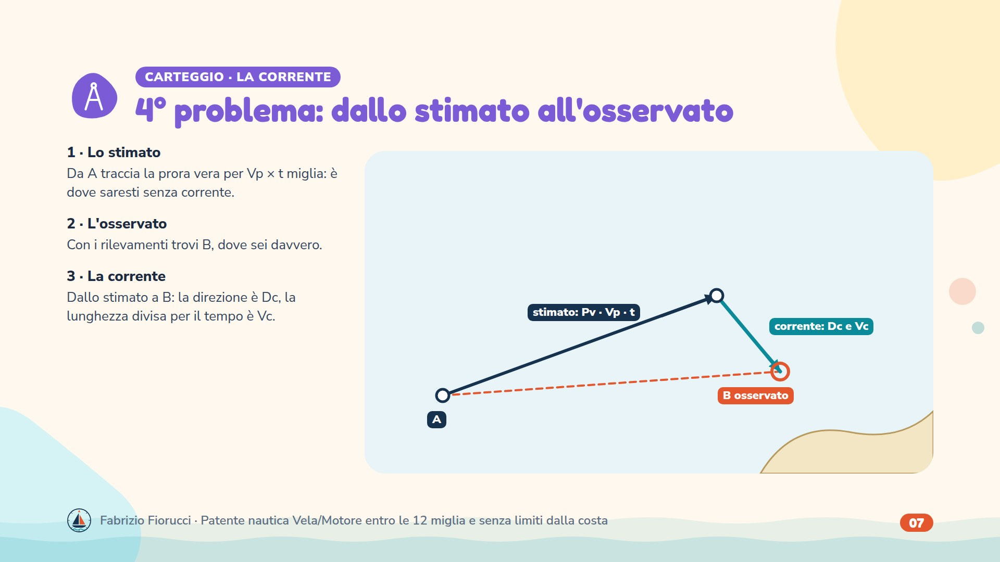 CARTEGGIO · LA CORRENTE
4° problema: dallo stimato all'osservato
1 · Lo stimato
Da A traccia la prora vera per Vp × t miglia: è
dove saresti senza corrente.
2 · L'osservato
Con i rilevamenti trovi B, dove sei davvero.
3 · La corrente
Dallo stimato a B: la direzione è Dc, la
lunghezza divisa per il tempo è Vc.
stimato: Pv · Vp · t
corrente: Dc e Vc
B osservato
A
Fabrizio Fiorucci · Patente nautica Vela/Motore entro le 12 miglia e senza limiti dalla costa
07